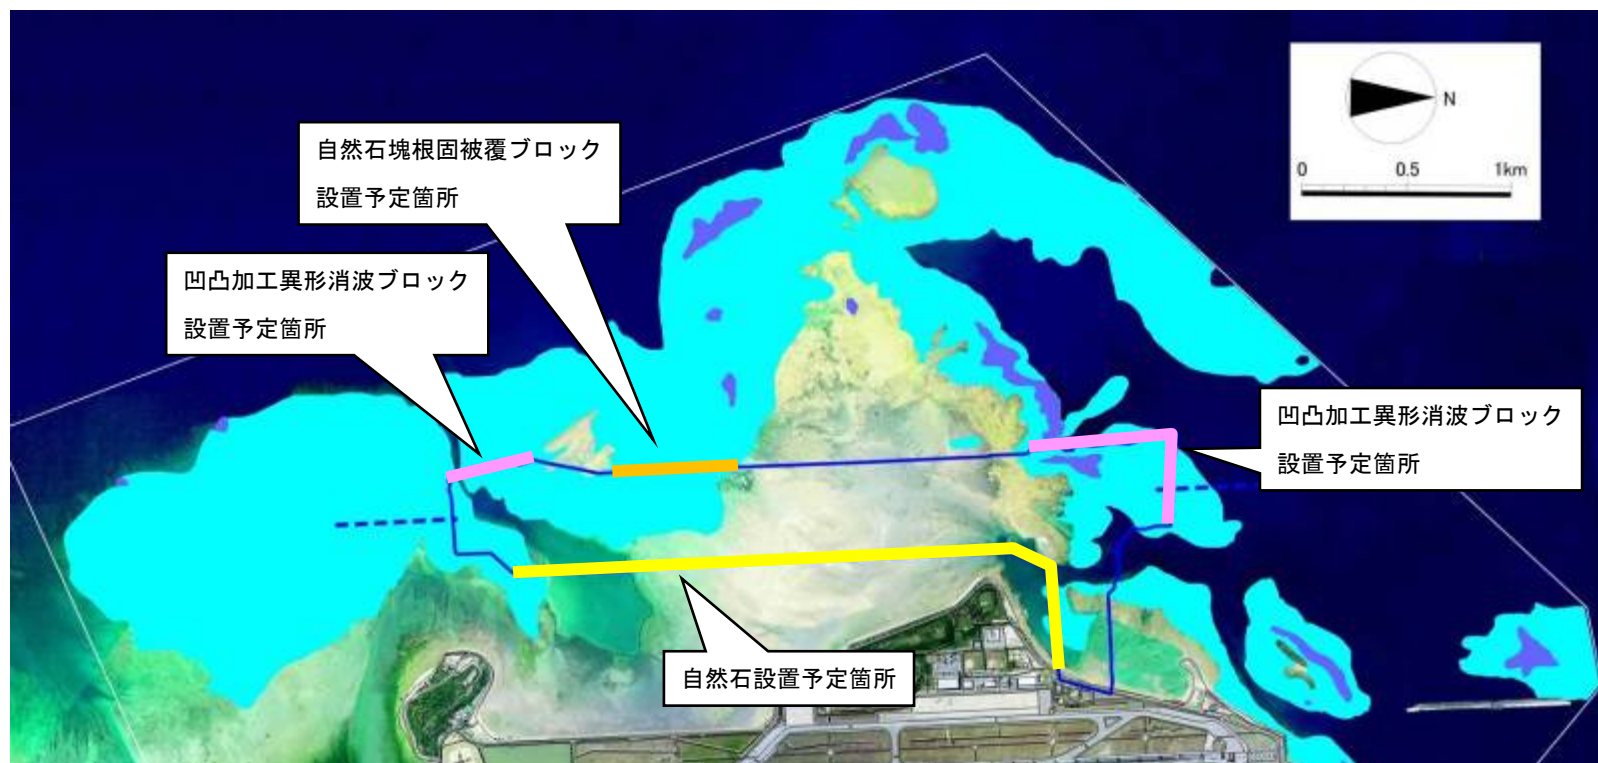 N
0 0.5 1km
自然石塊根固被覆ブロック
設置予定箇所
凹凸加工異形消波ブロック
設置予定箇所
凹凸加工異形消波ブロック
設置予定箇所
自然石設置予定箇所